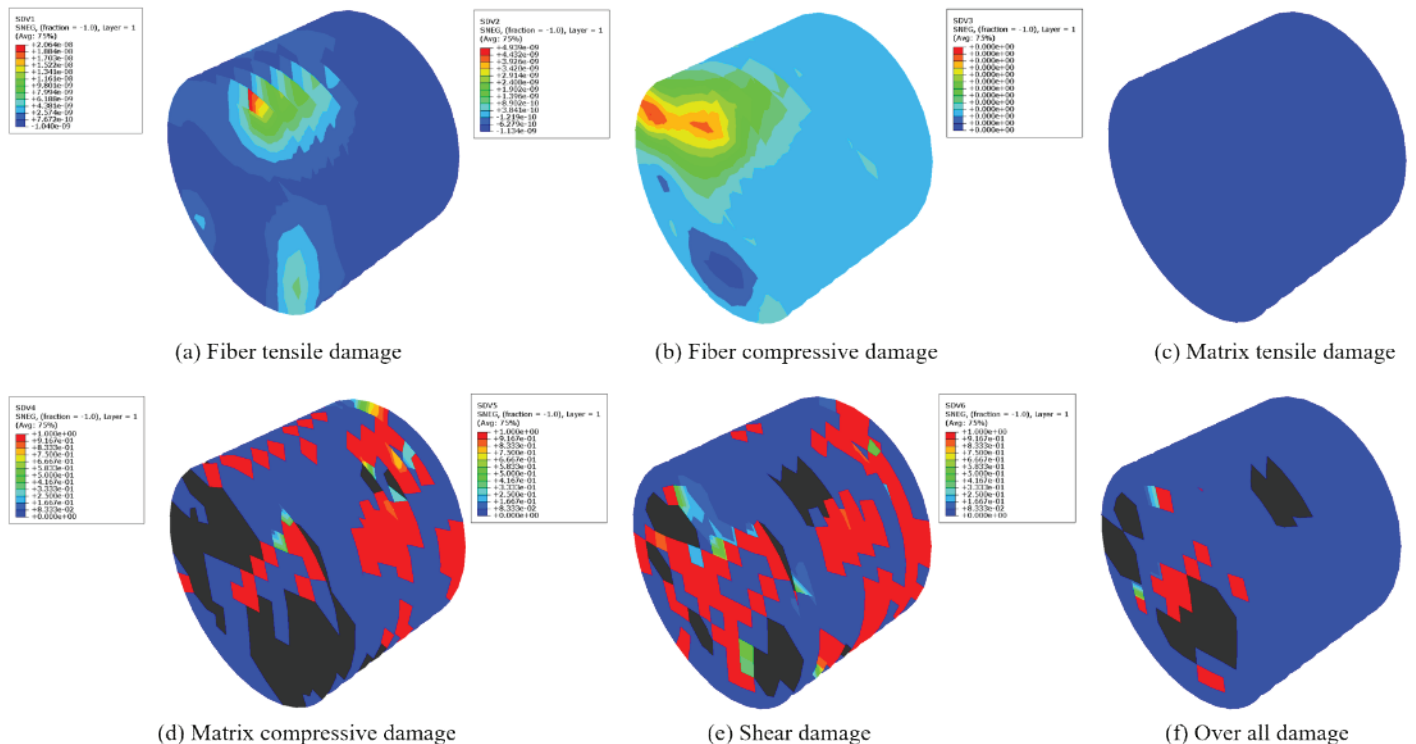 SDV1
SNEG, (fraction = -1.0), Layer = 1
(Avg: 75%)
+2.064e-08
+1.884e-08
+1.703e-08
+1.522e-08
+1.341e-08
+1.161e-08
+9.801e-09
+7.994e-09
+6.188e-09
+4.381e-09
+2.574e-09
+7.672e-10
-1.040e-09
SDV2
SNEG, (fraction = -1.0), Layer = 1
(Avg: 75%)
+4.939e-09
+4.432e-09
+3.926e-09
+3.420e-09
+2.914e-09
+2.408e-09
+1.902e-09
+1.396e-09
+8.902e-10
+3.841e-10
-1.219e-10
-6.279e-10
-1.134e-09
SDV3
SNEG, (fraction = -1.0), Layer = 1
(Avg: 75%)
+0.000e+00
+0.000e+00
+0.000e+00
+0.000e+00
+0.000e+00
+0.000e+00
+0.000e+00
+0.000e+00
+0.000e+00
+0.000e+00
+0.000e+00
+0.000e+00
+0.000e+00
(a) Fiber tensile damage
(b) Fiber compressive damage
(c) Matrix tensile damage
SDV4
SNEG, (fraction = -1.0), Layer = 1
(Avg: 75%)
+1.000e+00
+9.167e-01
+8.333e-01
+7.500e-01
+6.667e-01
+5.833e-01
+5.000e-01
+4.167e-01
+3.333e-01
+2.500e-01
+1.667e-01
+8.333e-02
+0.000e+00
SDV5
SNEG, (fraction = -1.0), Layer = 1
(Avg: 75%)
+1.000e+00
+9.167e-01
+8.333e-01
+7.500e-01
+6.667e-01
+5.833e-01
+5.000e-01
+4.167e-01
+3.333e-01
+2.500e-01
+1.667e-01
+8.333e-02
+0.000e+00
SDV6
SNEG, (fraction = -1.0), Layer = 1
(Avg: 75%)
+1.000e+00
+9.167e-01
+8.333e-01
+7.500e-01
+6.667e-01
+5.833e-01
+5.000e-01
+4.167e-01
+3.333e-01
+2.500e-01
+1.667e-01
+8.333e-02
+0.000e+00
(d) Matrix compressive damage
(e) Shear damage
(f) Over all damage